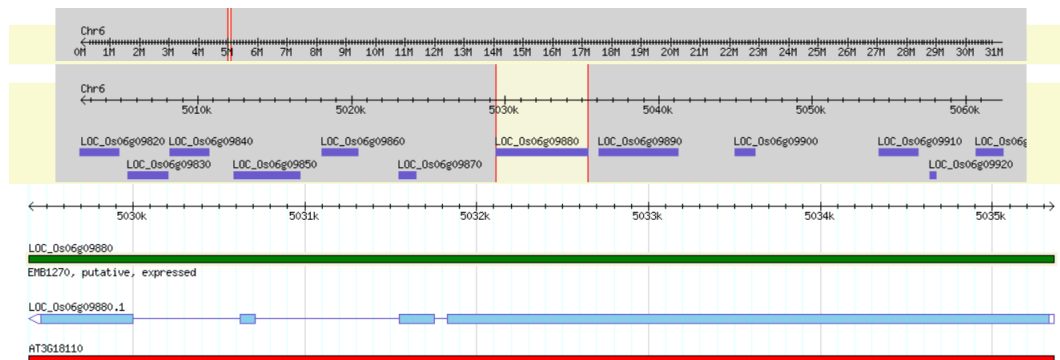 Chr6
0M 1M 2M 3M 4M 5M 6M 7M 8M 9M 10M 11M 12M 13M 14M 15M 16M 17M 18M 19M 20M 21M 22M 23M 24M 25M 26M 27M 28M 29M 30M 31M
Chr6
5010k 5020k 5030k 5040k 5050k 5060k
LOC_Os06g09820 LOC_Os06g09840 LOC_Os06g09860 LOC_Os06g09880 LOC_Os06g09890 LOC_Os06g09900 LOC_Os06g09910 LOC_Os06g
LOC_Os06g09830 LOC_Os06g09850 LOC_Os06g09870 LOC_Os06g09920
5030k 5031k 5032k 5033k 5034k 5035k
LOC_Os06g09880
EMB1270, putative, expressed
LOC_Os06g09880.1
AT3G18110